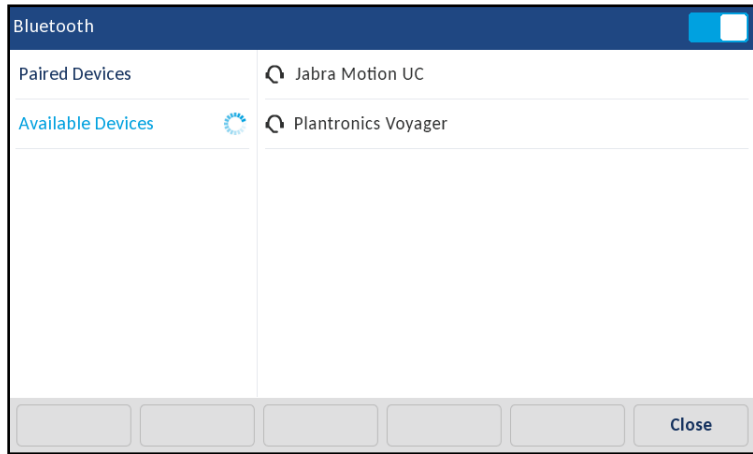 Bluetooth
Paired Devices
Available Devices
Jabra Motion UC
Plantronics Voyager
Close